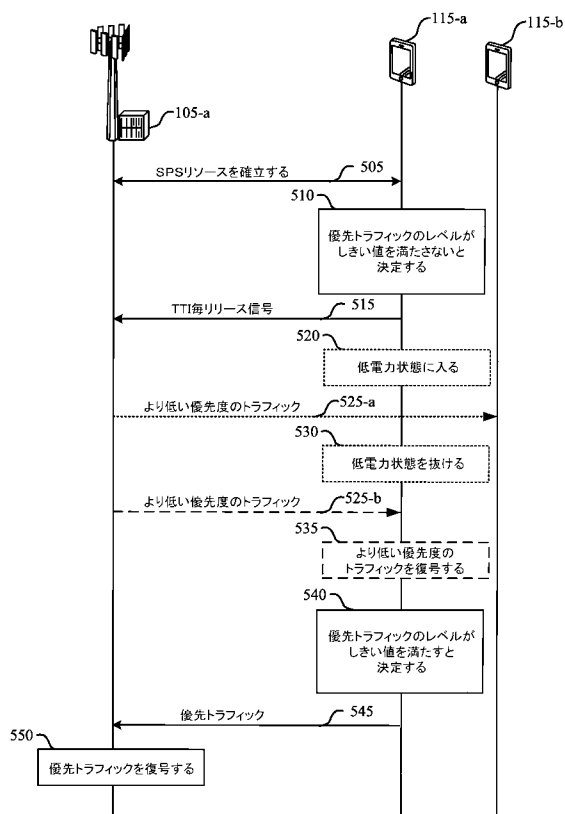 115-a
115-b
105-a
SPSリソースを確立する
505
510
優先トラフィックのレベルが
しきい値を満たさないと
決定する
TTI毎リリース信号
515
520
低電力状態に入る
より低い優先度のトラフィック
525-a
530
低電力状態を抜ける
より低い優先度のトラフィック
525-b
535
より低い優先度の
トラフィックを復号する
540
優先トラフィックのレベルが
しきい値を満たすと
決定する
優先トラフィック
545
550
優先トラフィックを復号する